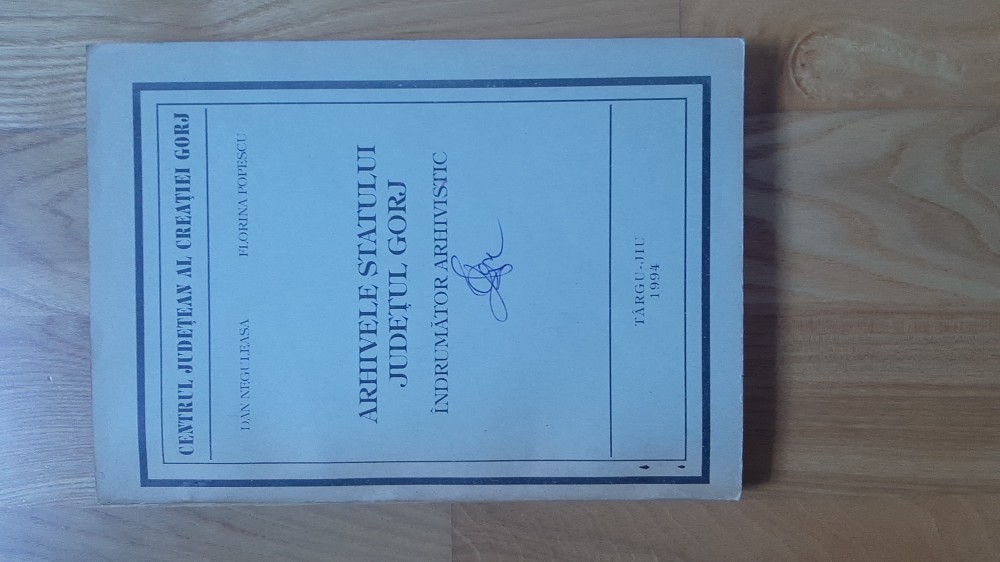 CENTRUL JUDEȚEAN AL CREAȚIEI GORJ
DAN NEGULEASA FLORINA POPESCU
ARHIVELE STATULUI
JUDEȚUL GORJ
ÎNDRUMĂTOR ARHIVISTIC
TÂRGU-JIU
1994